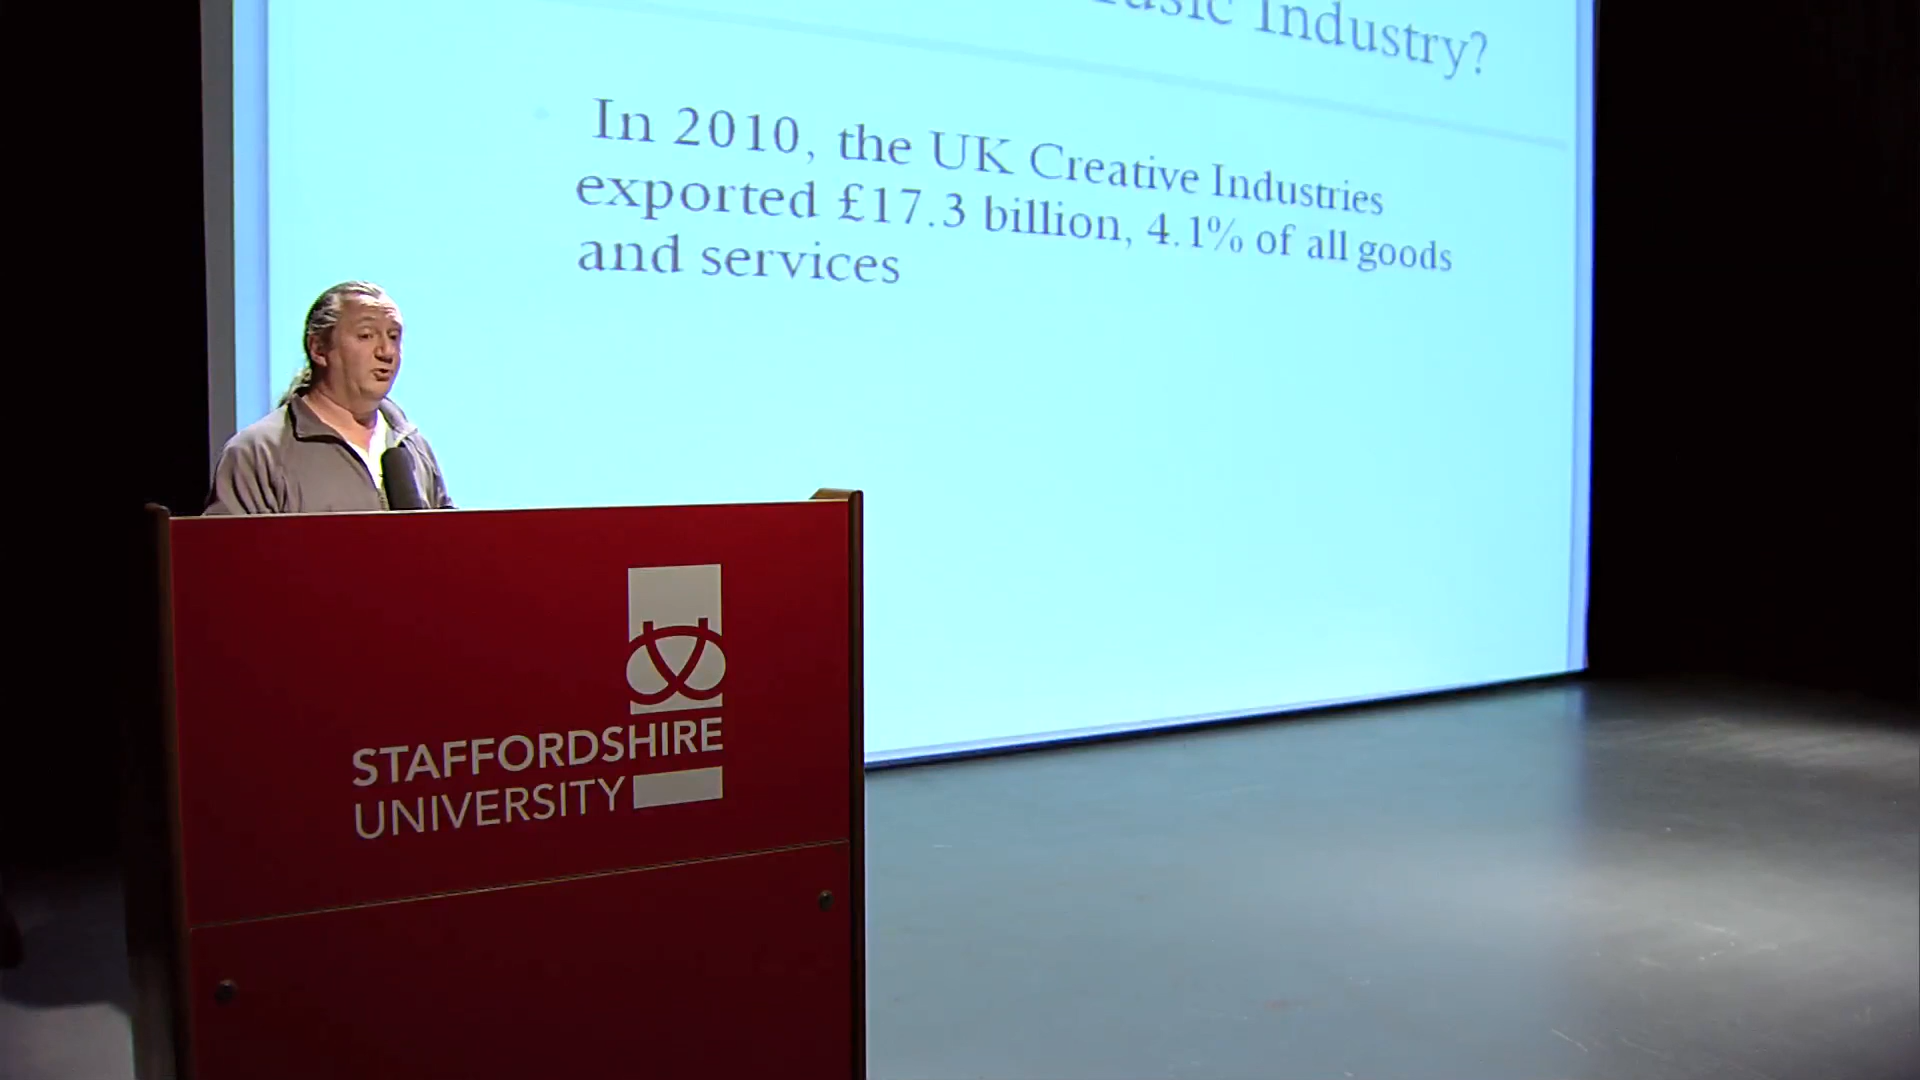 Industry?
In 2010, the UK Creative Industries
exported £17.3 billion, 4.1% of all goods
and services
STAFFORDSHIRE
UNIVERSITY